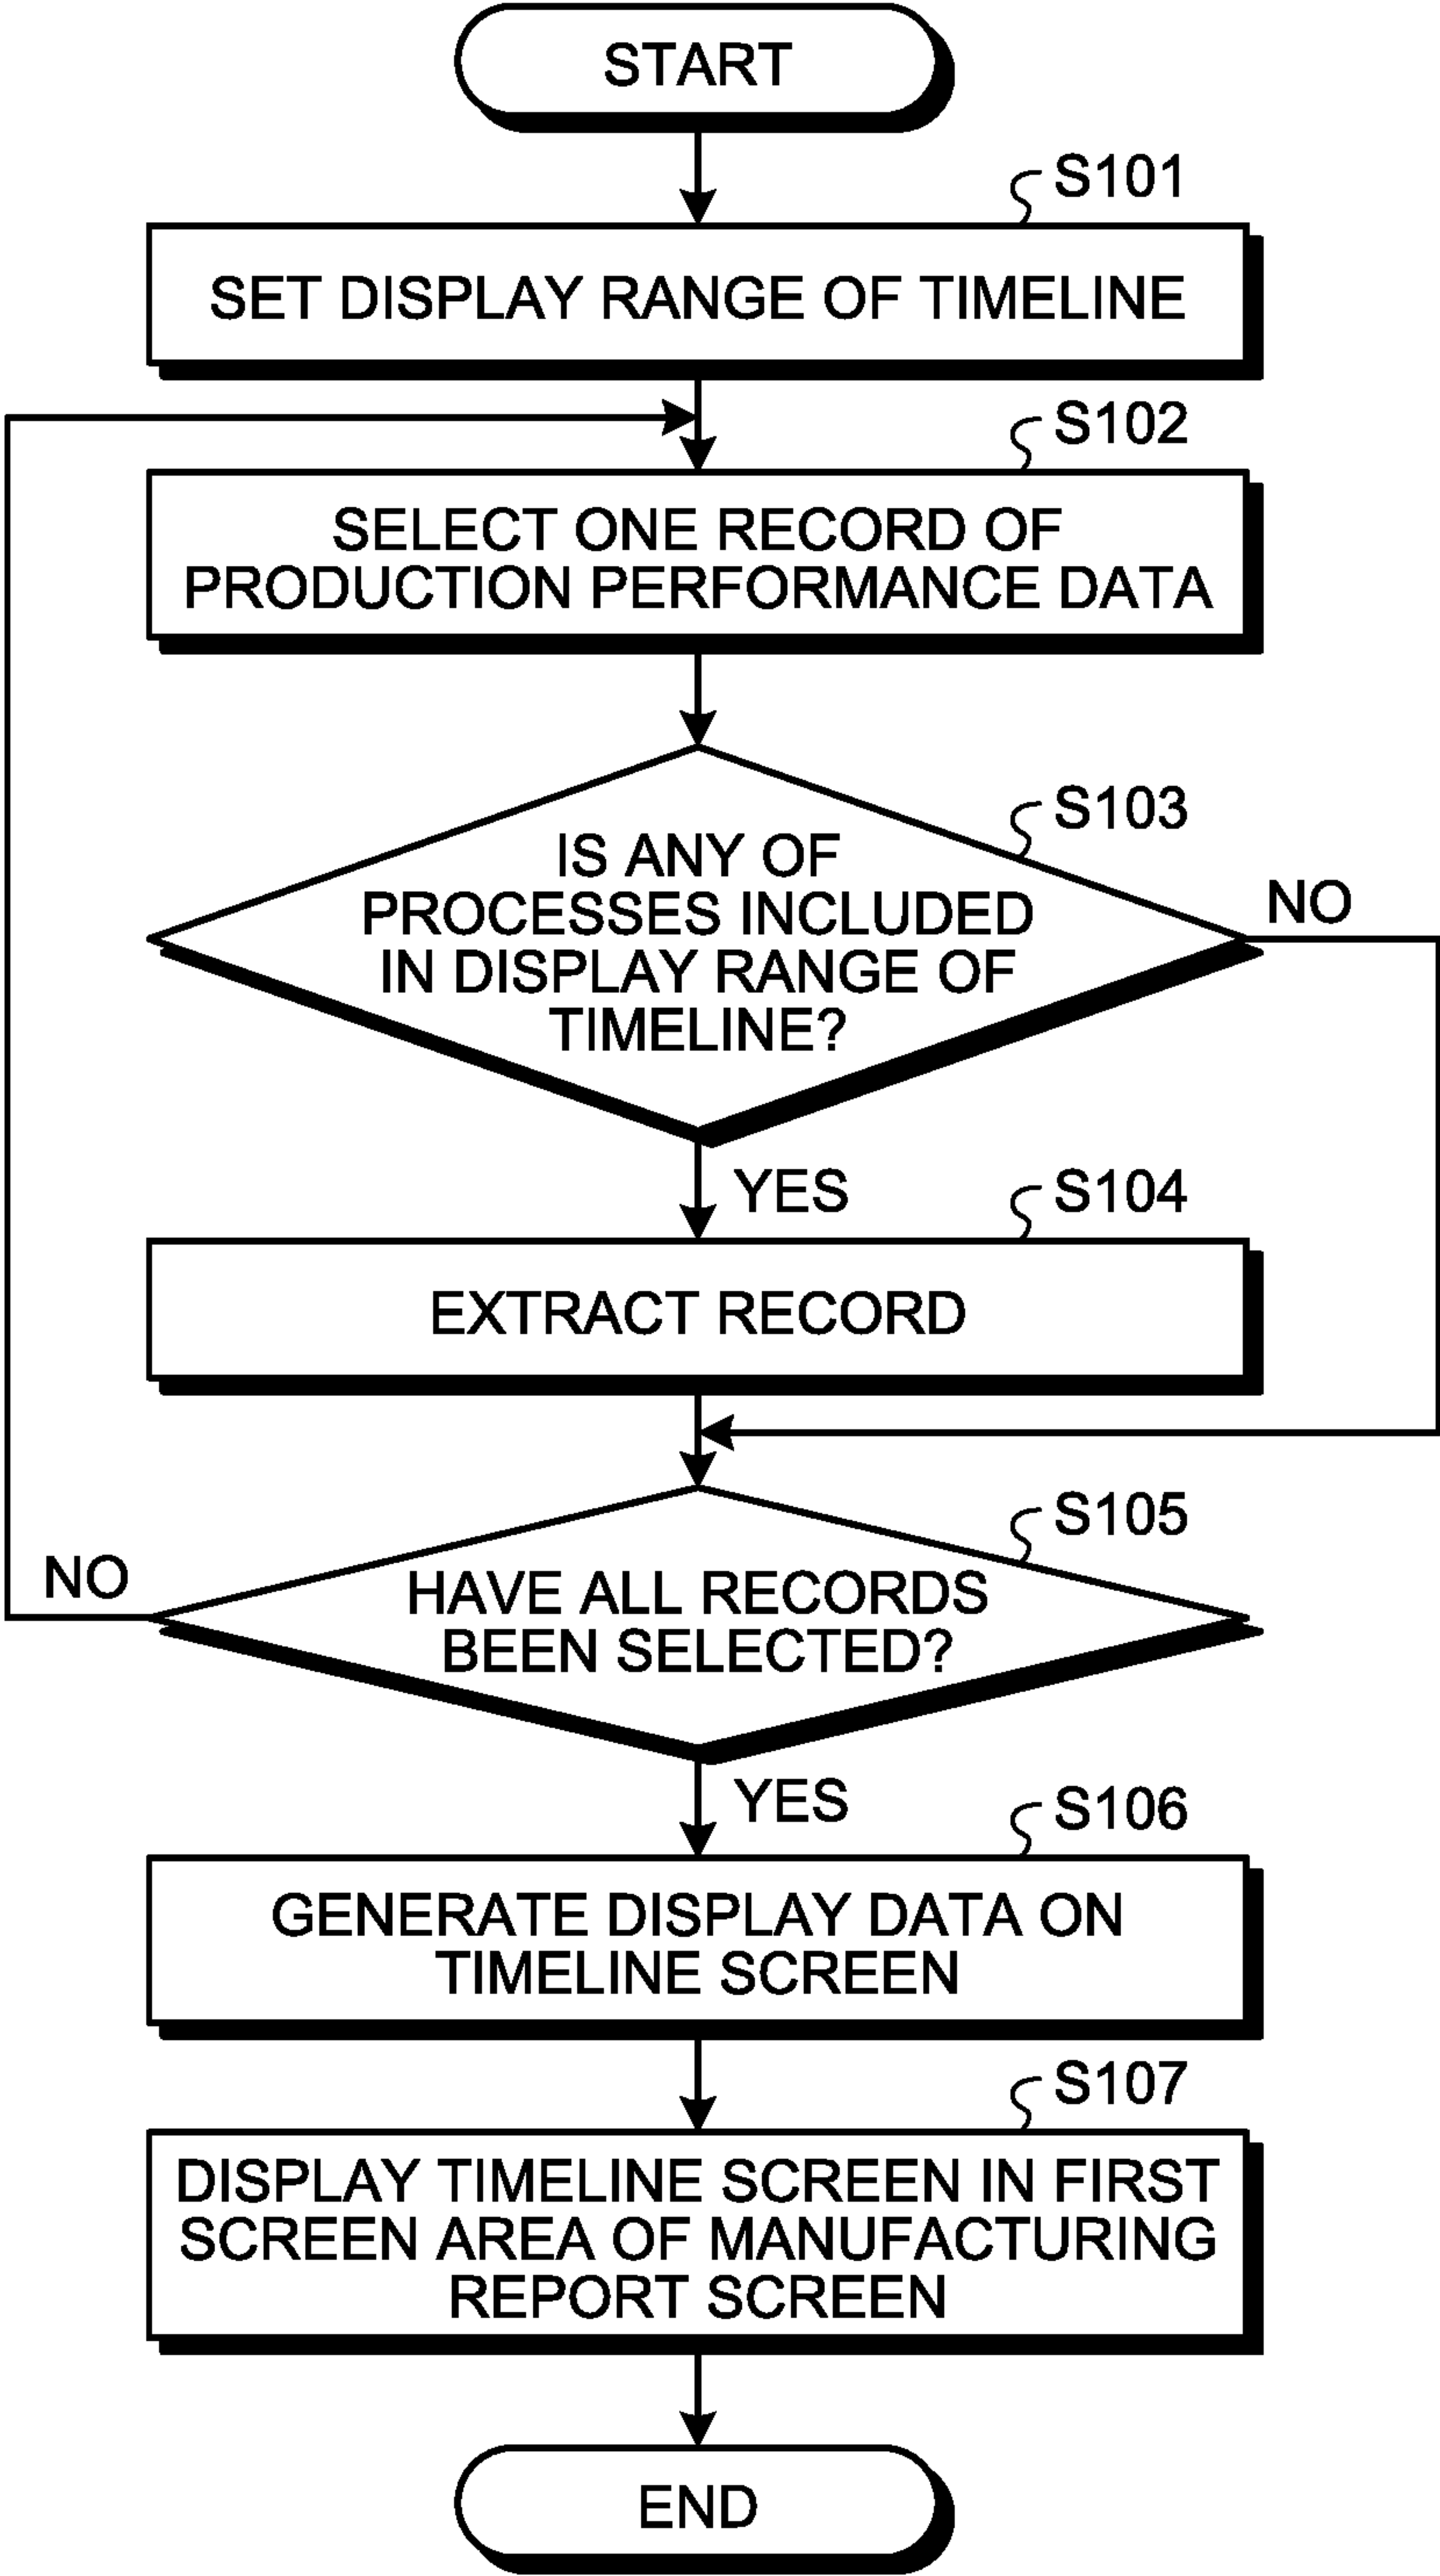 START
S101
SET DISPLAY RANGE OF TIMELINE
S102
SELECT ONE RECORD OF
PRODUCTION PERFORMANCE DATA
S103
IS ANY OF
PROCESSES INCLUDED
IN DISPLAY RANGE OF
TIMELINE?
NO
YES
S104
EXTRACT RECORD
S105
HAVE ALL RECORDS
BEEN SELECTED?
NO
YES
S106
GENERATE DISPLAY DATA ON
TIMELINE SCREEN
S107
DISPLAY TIMELINE SCREEN IN FIRST
SCREEN AREA OF MANUFACTURING
REPORT SCREEN
END